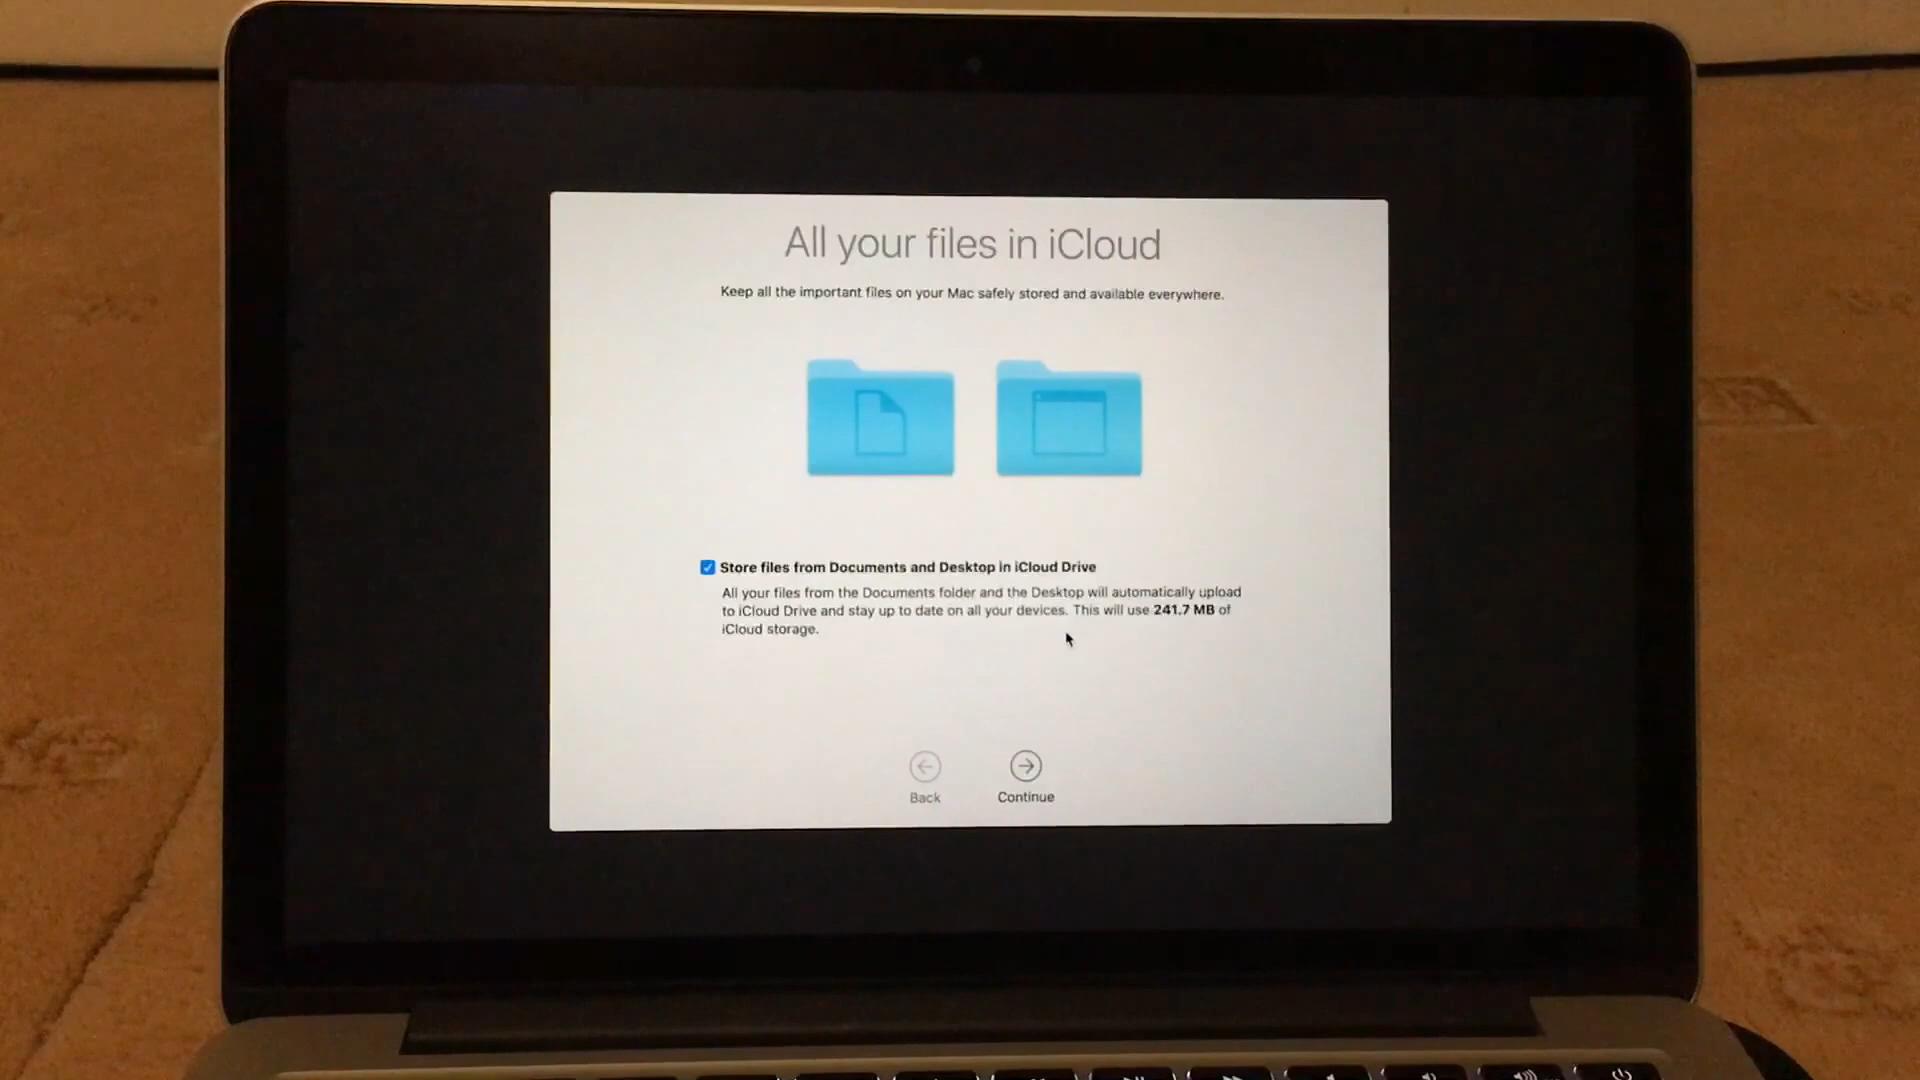 All your files in iCloud
Keep all the important files on your Mac safely stored and available everywhere.
Store files from Documents and Desktop in iCloud Drive
All your files from the Documents folder and the Desktop will automatically upload
to iCloud Drive and stay up to date on all your devices. This will use 241.7 MB of
iCloud storage.
Back
Continue